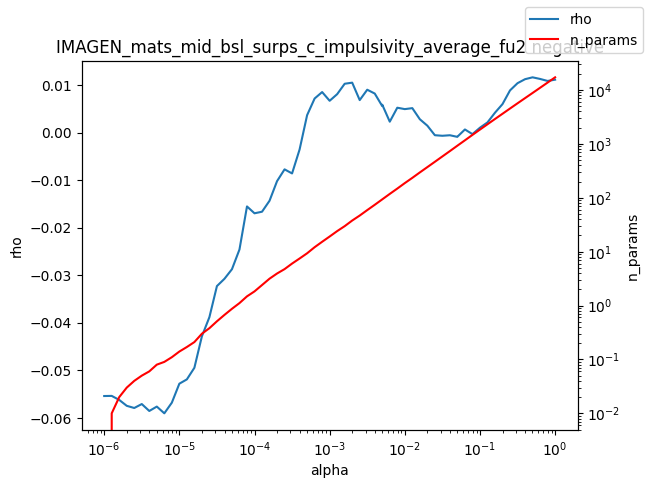 rho
n_params
IMAGEN_mats_mid_bsl_surps_c_impulsivity_average_fu2 negative
0.01
0.00
−0.01
−0.02
−0.03
−0.04
−0.05
−0.06
rho
10⁴
10³
10²
10¹
10⁰
10⁻¹
10⁻²
n_params
10⁻⁶ 10⁻⁵ 10⁻⁴ 10⁻³ 10⁻² 10⁻¹ 10⁰
alpha